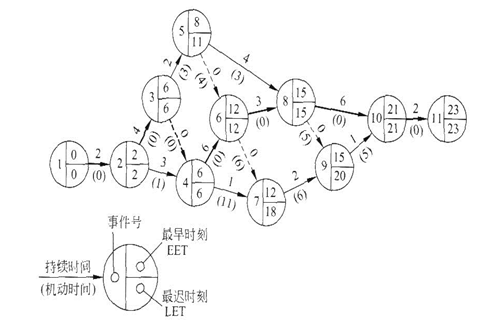 5 8 11
2 (3)
0 (4)
4 (3)
3 6 6
4 (0)
0 (0)
6 12 12
6 (0)
3 (0)
8 15 15
6 (0)
10 21 21
2 (0)
11 23 23
1 0 0
2 (0)
2 2 2
3 (1)
4 6 6
1 (11)
0 (6)
7 12 18
2 (6)
0 (5)
9 15 20
1 (5)
事件号
最早时刻
EET
持续时间
(机动时间)
最迟时刻
LET